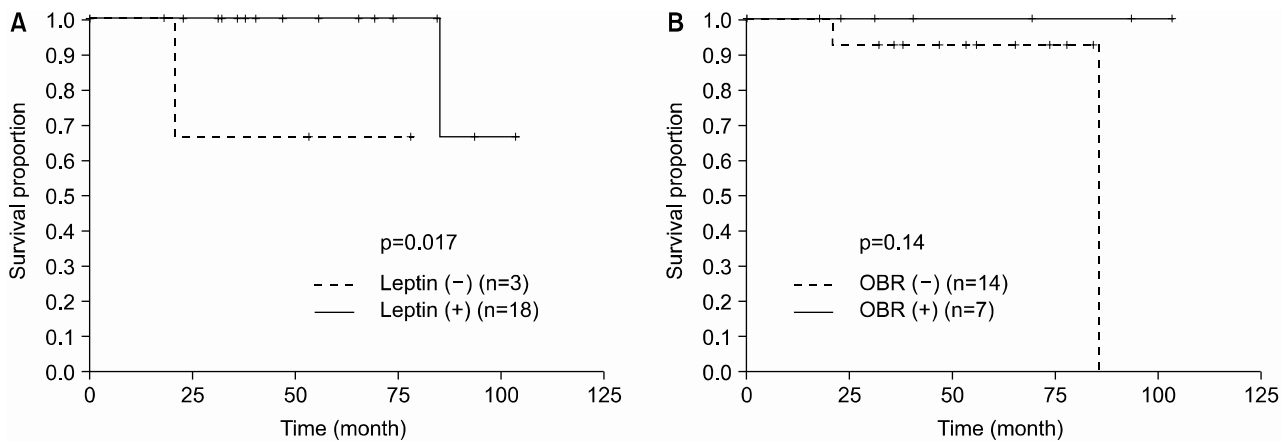 A
1.0
0.9
0.8
0.7
0.6
0.5
0.4
0.3
0.2
0.1
0.0
Survival proportion
p=0.017
Leptin (−) (n=3)
Leptin (+) (n=18)
0 25 50 75 100 125
Time (month)
B
1.0
0.9
0.8
0.7
0.6
0.5
0.4
0.3
0.2
0.1
0.0
Survival proportion
p=0.14
OBR (−) (n=14)
OBR (+) (n=7)
0 25 50 75 100 125
Time (month)